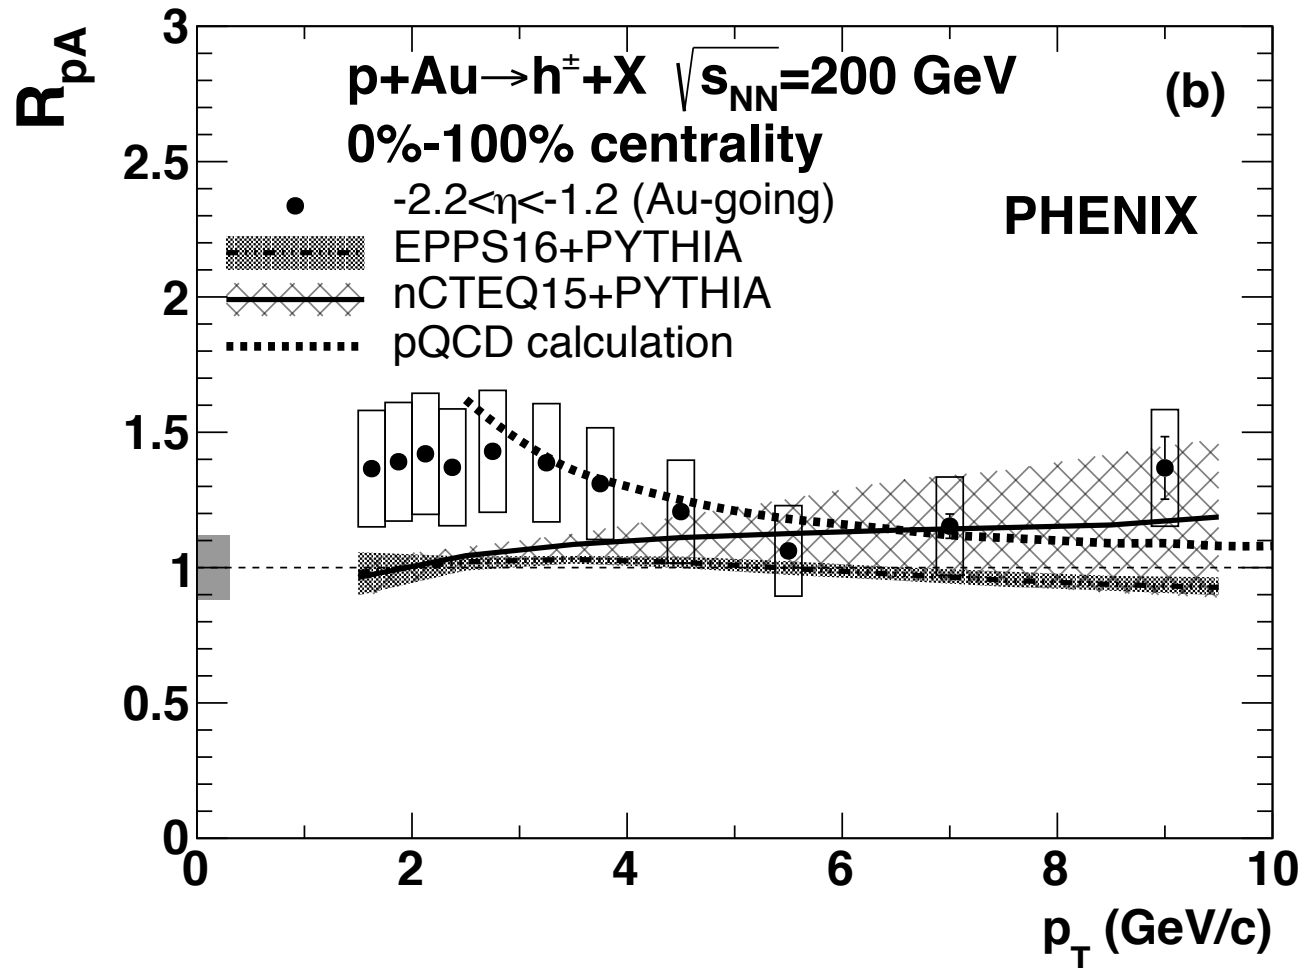 R_pA
3
2.5
2
1.5
1
0.5
0
p+Au→h±+X √s_NN=200 GeV
(b)
0%-100% centrality
-2.2<η<-1.2 (Au-going)
PHENIX
EPPS16+PYTHIA
nCTEQ15+PYTHIA
pQCD calculation
0 2 4 6 8 10
p_T (GeV/c)